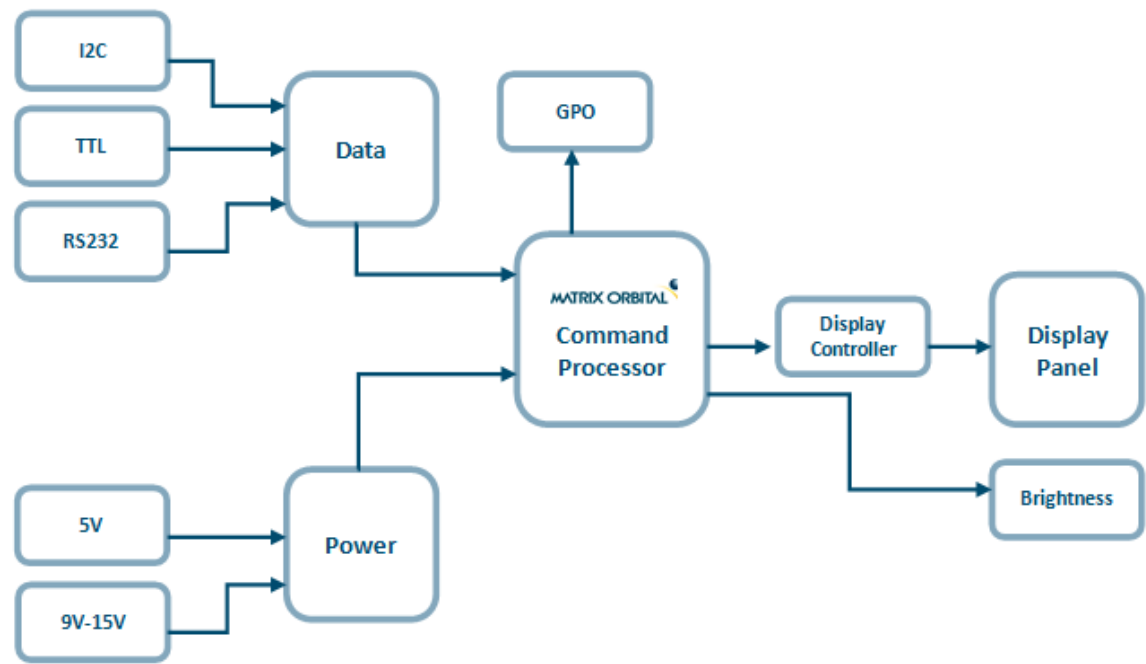 I2C
TTL
RS232
Data
GPO
MATRIX ORBITAL
Command
Processor
Display
Controller
Display
Panel
Brightness
5V
9V-15V
Power